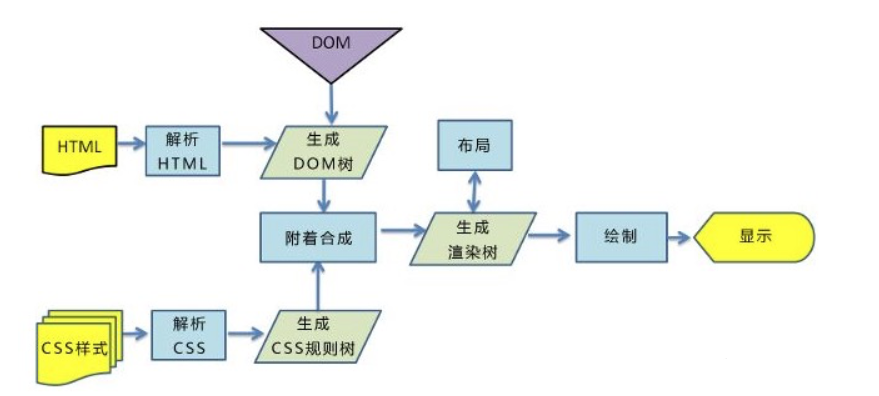 DOM
HTML
解析
HTML
生成
DOM树
布局
附着合成
生成
渲染树
绘制
显示
CSS样式
解析
CSS
生成
CSS规则树